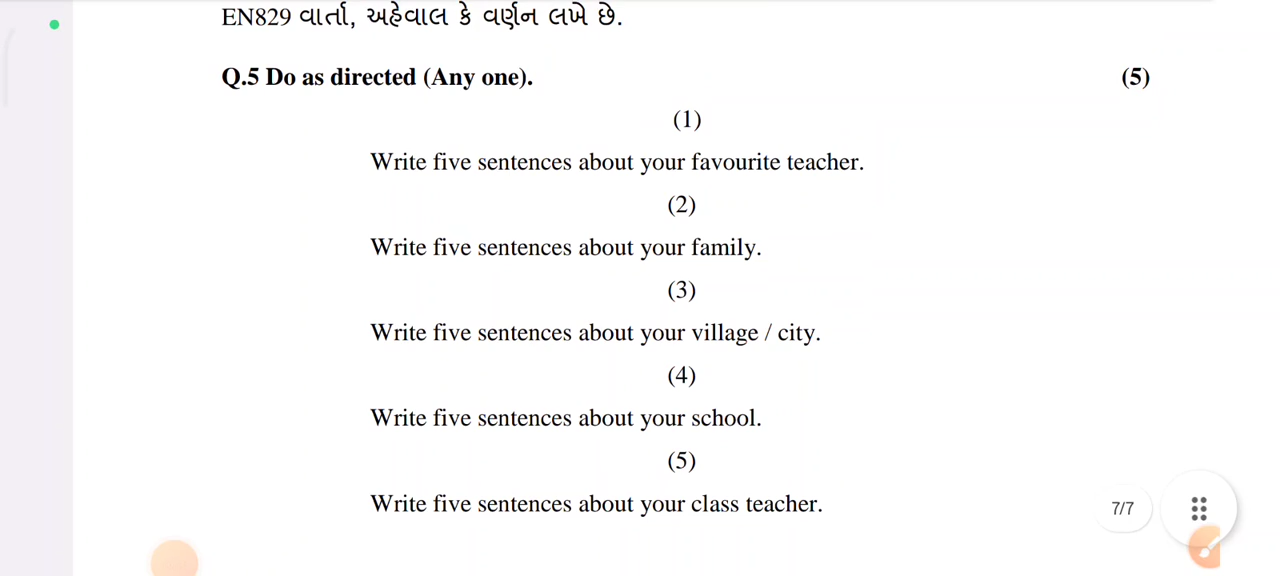 EN829 વાર્તા, અહેવાલ કે વર્ણન લખે છે.
Q.5 Do as directed (Any one). (5)
(1)
Write five sentences about your favourite teacher.
(2)
Write five sentences about your family.
(3)
Write five sentences about your village / city.
(4)
Write five sentences about your school.
(5)
Write five sentences about your class teacher.
7/7